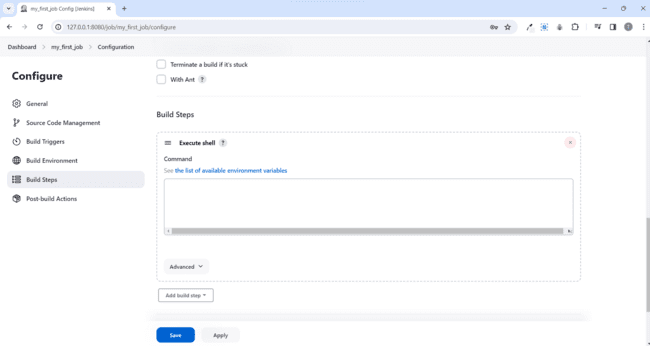 my_first_job Config [Jenkins]
127.0.0.1:8080/job/my_first_job/configure
Dashboard > my_first_job > Configuration
Configure
General
Source Code Management
Build Triggers
Build Environment
Build Steps
Post-build Actions
Terminate a build if it's stuck
With Ant ?
Build Steps
Execute shell ?
Command
See the list of available environment variables
Advanced
Add build step
Save
Apply